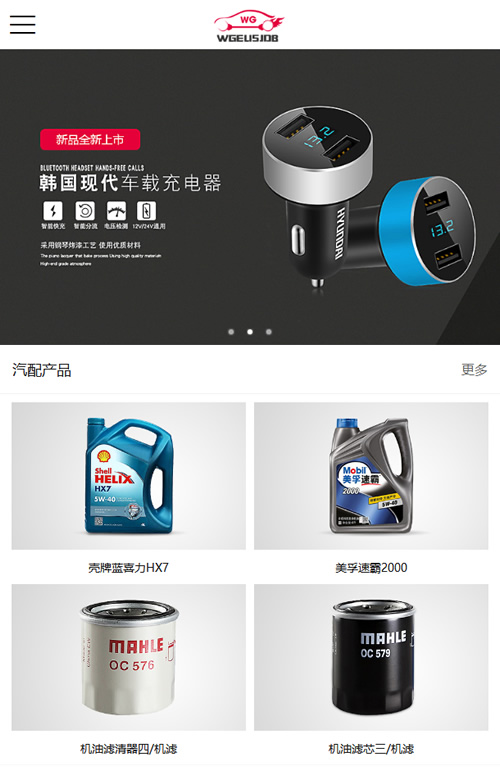 WG
WGEUSJOB
新品全新上市
BLUETOOTH HEADSET HANDS-FREE CALLS
韩国现代车载充电器
智能快充 智能分流 电压检测 12V/24V通用
采用钢琴烤漆工艺 使用优质材料
The piano lacquer that bake process Using high quality materials
High-end grade atmosphere
13.2
HYUNDAI
13.2
汽配产品
更多
Shell
HELIX
HX7
5W-40
壳牌蓝喜力HX7
Mobil
美孚速霸
2000
5W-40
美孚速霸2000
MAHLE
OC 576
机油滤清器四/机滤
MAHLE
OC 579
机油滤芯三/机滤